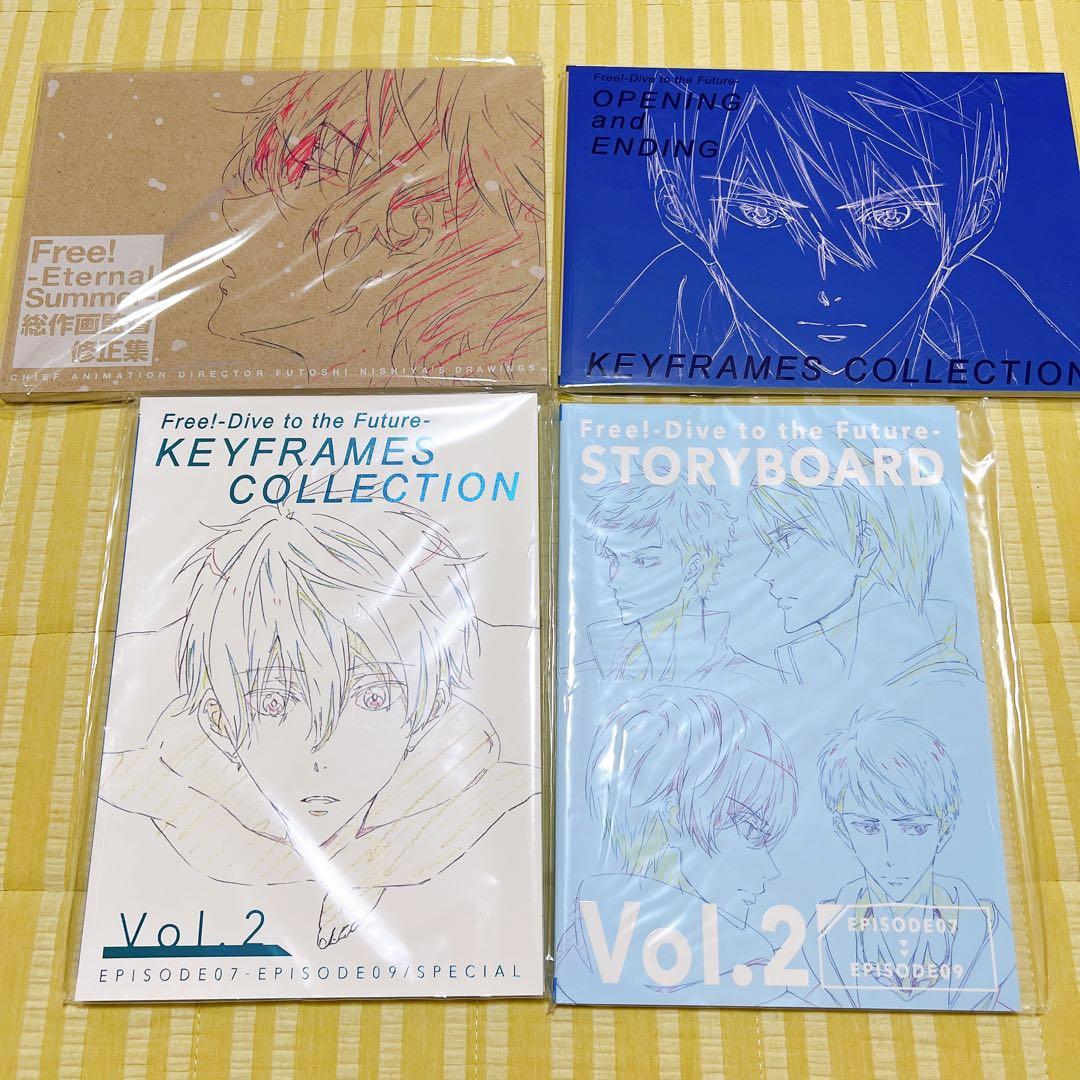 Free!
-Eternal
Summer-
総作画監督
修正集
CHIEF ANIMATION DIRECTOR FUTOSHI NISHIYA'S DRAWINGS
Free!-Dive to the Future-
OPENING
and
ENDING
KEYFRAMES COLLECTION
Free!-Dive to the Future-
KEYFRAMES
COLLECTION
Vol.2
EPISODE07-EPISODE09/SPECIAL
Free!-Dive to the Future-
STORYBOARD
Vol.2
EPISODE07
EPISODE09